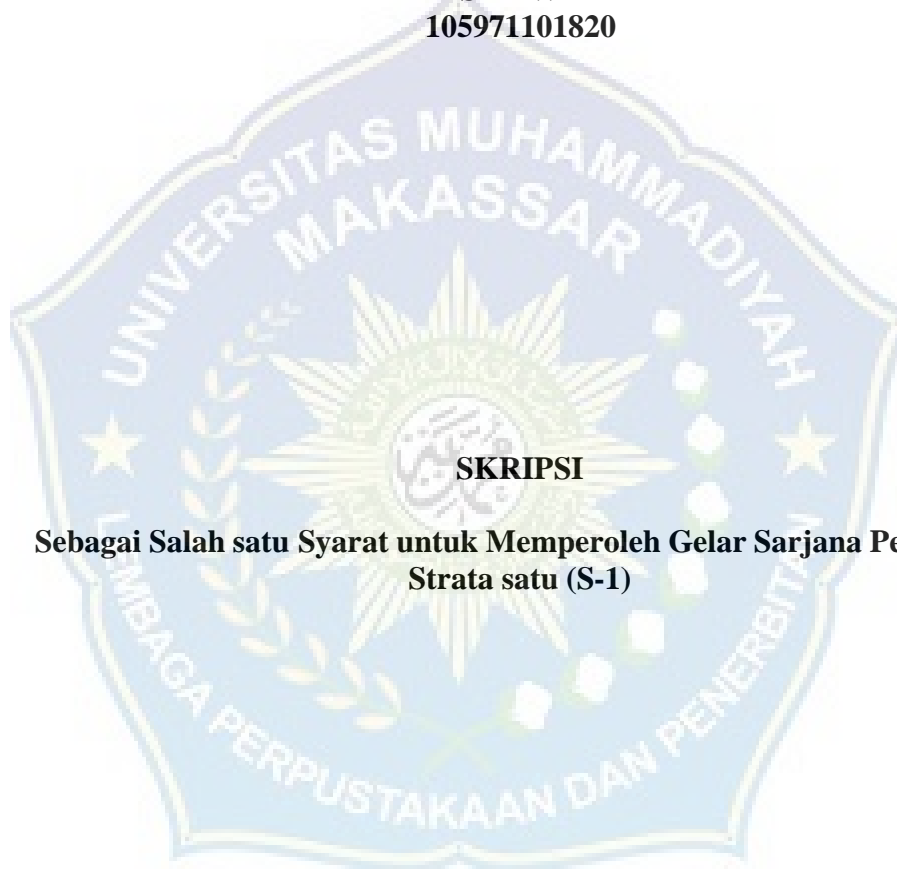 105971101820
UNIVERSITAS MUHAMMADIYAH
MAKASSAR
SKRIPSI
Sebagai Salah satu Syarat untuk Memperoleh Gelar Sarjana
Strata satu (S-1)
LEMBAGA PERPUSTAKAAN DAN PENERBITAN